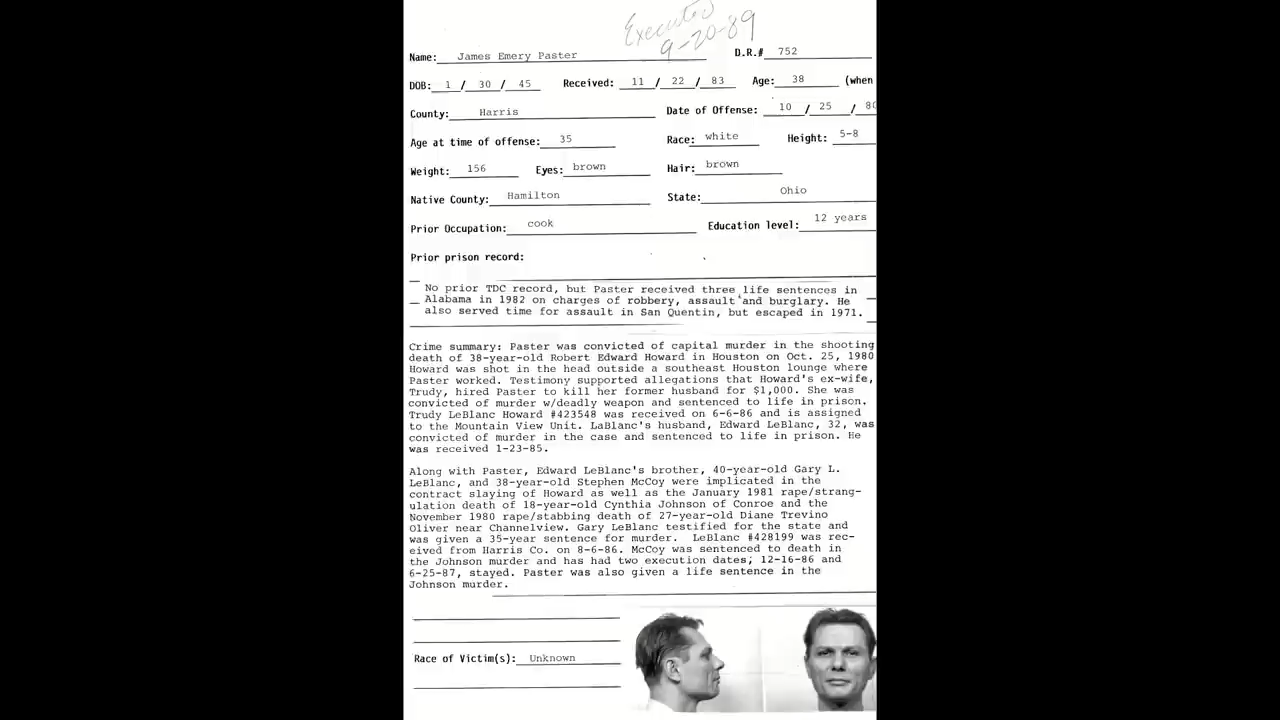 Executed
9-20-89
Name: James Emery Paster D.R.# 752
DOB: 1 / 30 / 45 Received: 11 / 22 / 83 Age: 38 (when
County: Harris Date of Offense: 10 / 25 / 80
Age at time of offense: 35 Race: white Height: 5-8
Weight: 156 Eyes: brown Hair: brown
Native County: Hamilton State: Ohio
Prior Occupation: cook Education level: 12 years
Prior prison record:
No prior TDC record, but Paster received three life sentences in
Alabama in 1982 on charges of robbery, assault and burglary. He
also served time for assault in San Quentin, but escaped in 1971.
Crime summary: Paster was convicted of capital murder in the shooting
death of 38-year-old Robert Edward Howard in Houston on Oct. 25, 1980
Howard was shot in the head outside a southeast Houston lounge where
Paster worked. Testimony supported allegations that Howard's ex-wife,
Trudy, hired Paster to kill her former husband for $1,000. She was
convicted of murder w/deadly weapon and sentenced to life in prison.
Trudy LeBlanc Howard #423548 was received on 6-6-86 and is assigned
to the Mountain View Unit. LaBlanc's husband, Edward LeBlanc, 32, was
convicted of murder in the case and sentenced to life in prison. He
was received 1-23-85.
Along with Paster, Edward LeBlanc's brother, 40-year-old Gary L.
LeBlanc, and 38-year-old Stephen McCoy were implicated in the
contract slaying of Howard as well as the January 1981 rape/strang-
ulation death of 18-year-old Cynthia Johnson of Conroe and the
November 1980 rape/stabbing death of 27-year-old Diane Trevino
Oliver near Channelview. Gary LeBlanc testified for the state and
was given a 35-year sentence for murder. LeBlanc #428199 was rec-
eived from Harris Co. on 8-6-86. McCoy was sentenced to death in
the Johnson murder and has had two execution dates; 12-16-86 and
6-25-87, stayed. Paster was also given a life sentence in the
Johnson murder.
Race of Victim(s): Unknown